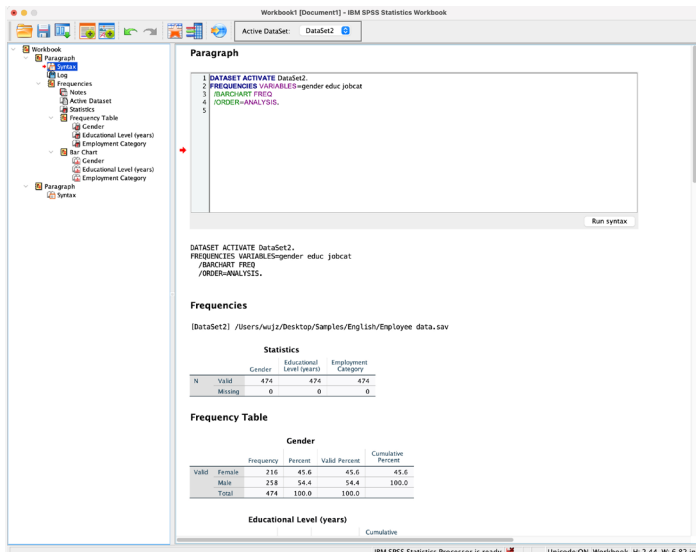 Workbook1 [Document1] - IBM SPSS Statistics Workbook
Active DataSet: DataSet2
Workbook
Paragraph
Syntax
Log
Frequencies
Notes
Active Dataset
Statistics
Frequency Table
Gender
Educational Level (years)
Employment Category
Bar Chart
Gender
Educational Level (years)
Employment Category
Paragraph
Syntax
Paragraph
1 DATASET ACTIVATE DataSet2.
2 FREQUENCIES VARIABLES=gender educ jobcat
3 /BARCHART FREQ
4 /ORDER=ANALYSIS.
5
Run syntax
DATASET ACTIVATE DataSet2.
FREQUENCIES VARIABLES=gender educ jobcat
/BARCHART FREQ
/ORDER=ANALYSIS.
Frequencies
[DataSet2] /Users/wujz/Desktop/Samples/English/Employee data.sav
Statistics
Gender Educational Level (years) Employment Category
N Valid 474 474 474
Missing 0 0 0
Frequency Table
Gender
Frequency Percent Valid Percent Cumulative Percent
Valid Female 216 45.6 45.6 45.6
Male 258 54.4 54.4 100.0
Total 474 100.0 100.0
Educational Level (years)
Cumulative
IBM SPSS Statistics Processor is ready Unicode:ON Workbook H: 2.44, W: 6.82 in